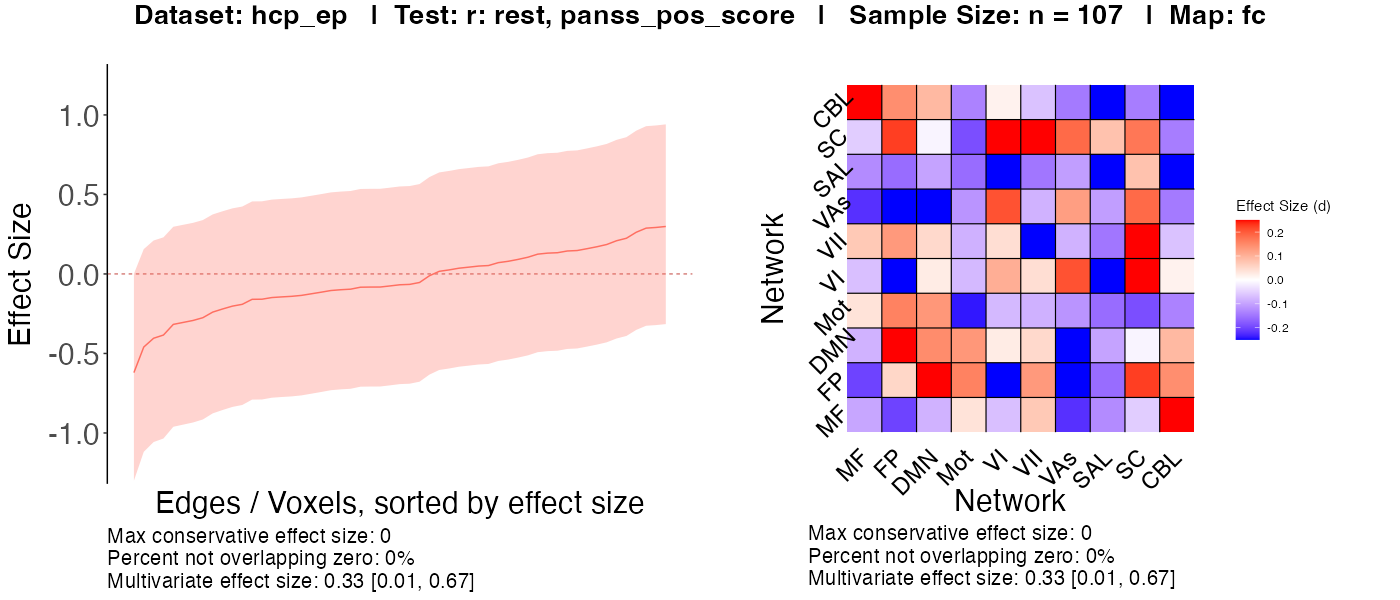 Dataset: hcp_ep | Test: r: rest, panss_pos_score | Sample Size: n = 107 | Map: fc
Effect Size
1.0
0.5
0.0
-0.5
-1.0
Edges / Voxels, sorted by effect size
Max conservative effect size: 0
Percent not overlapping zero: 0%
Multivariate effect size: 0.33 [0.01, 0.67]
Network
CBL
SC
SAL
VAs
VII
VI
Mot
DMN
FP
MF
MF FP DMN Mot VI VII VAs SAL SC CBL
Network
Max conservative effect size: 0
Percent not overlapping zero: 0%
Multivariate effect size: 0.33 [0.01, 0.67]
Effect Size (d)
0.2
0.1
0.0
-0.1
-0.2